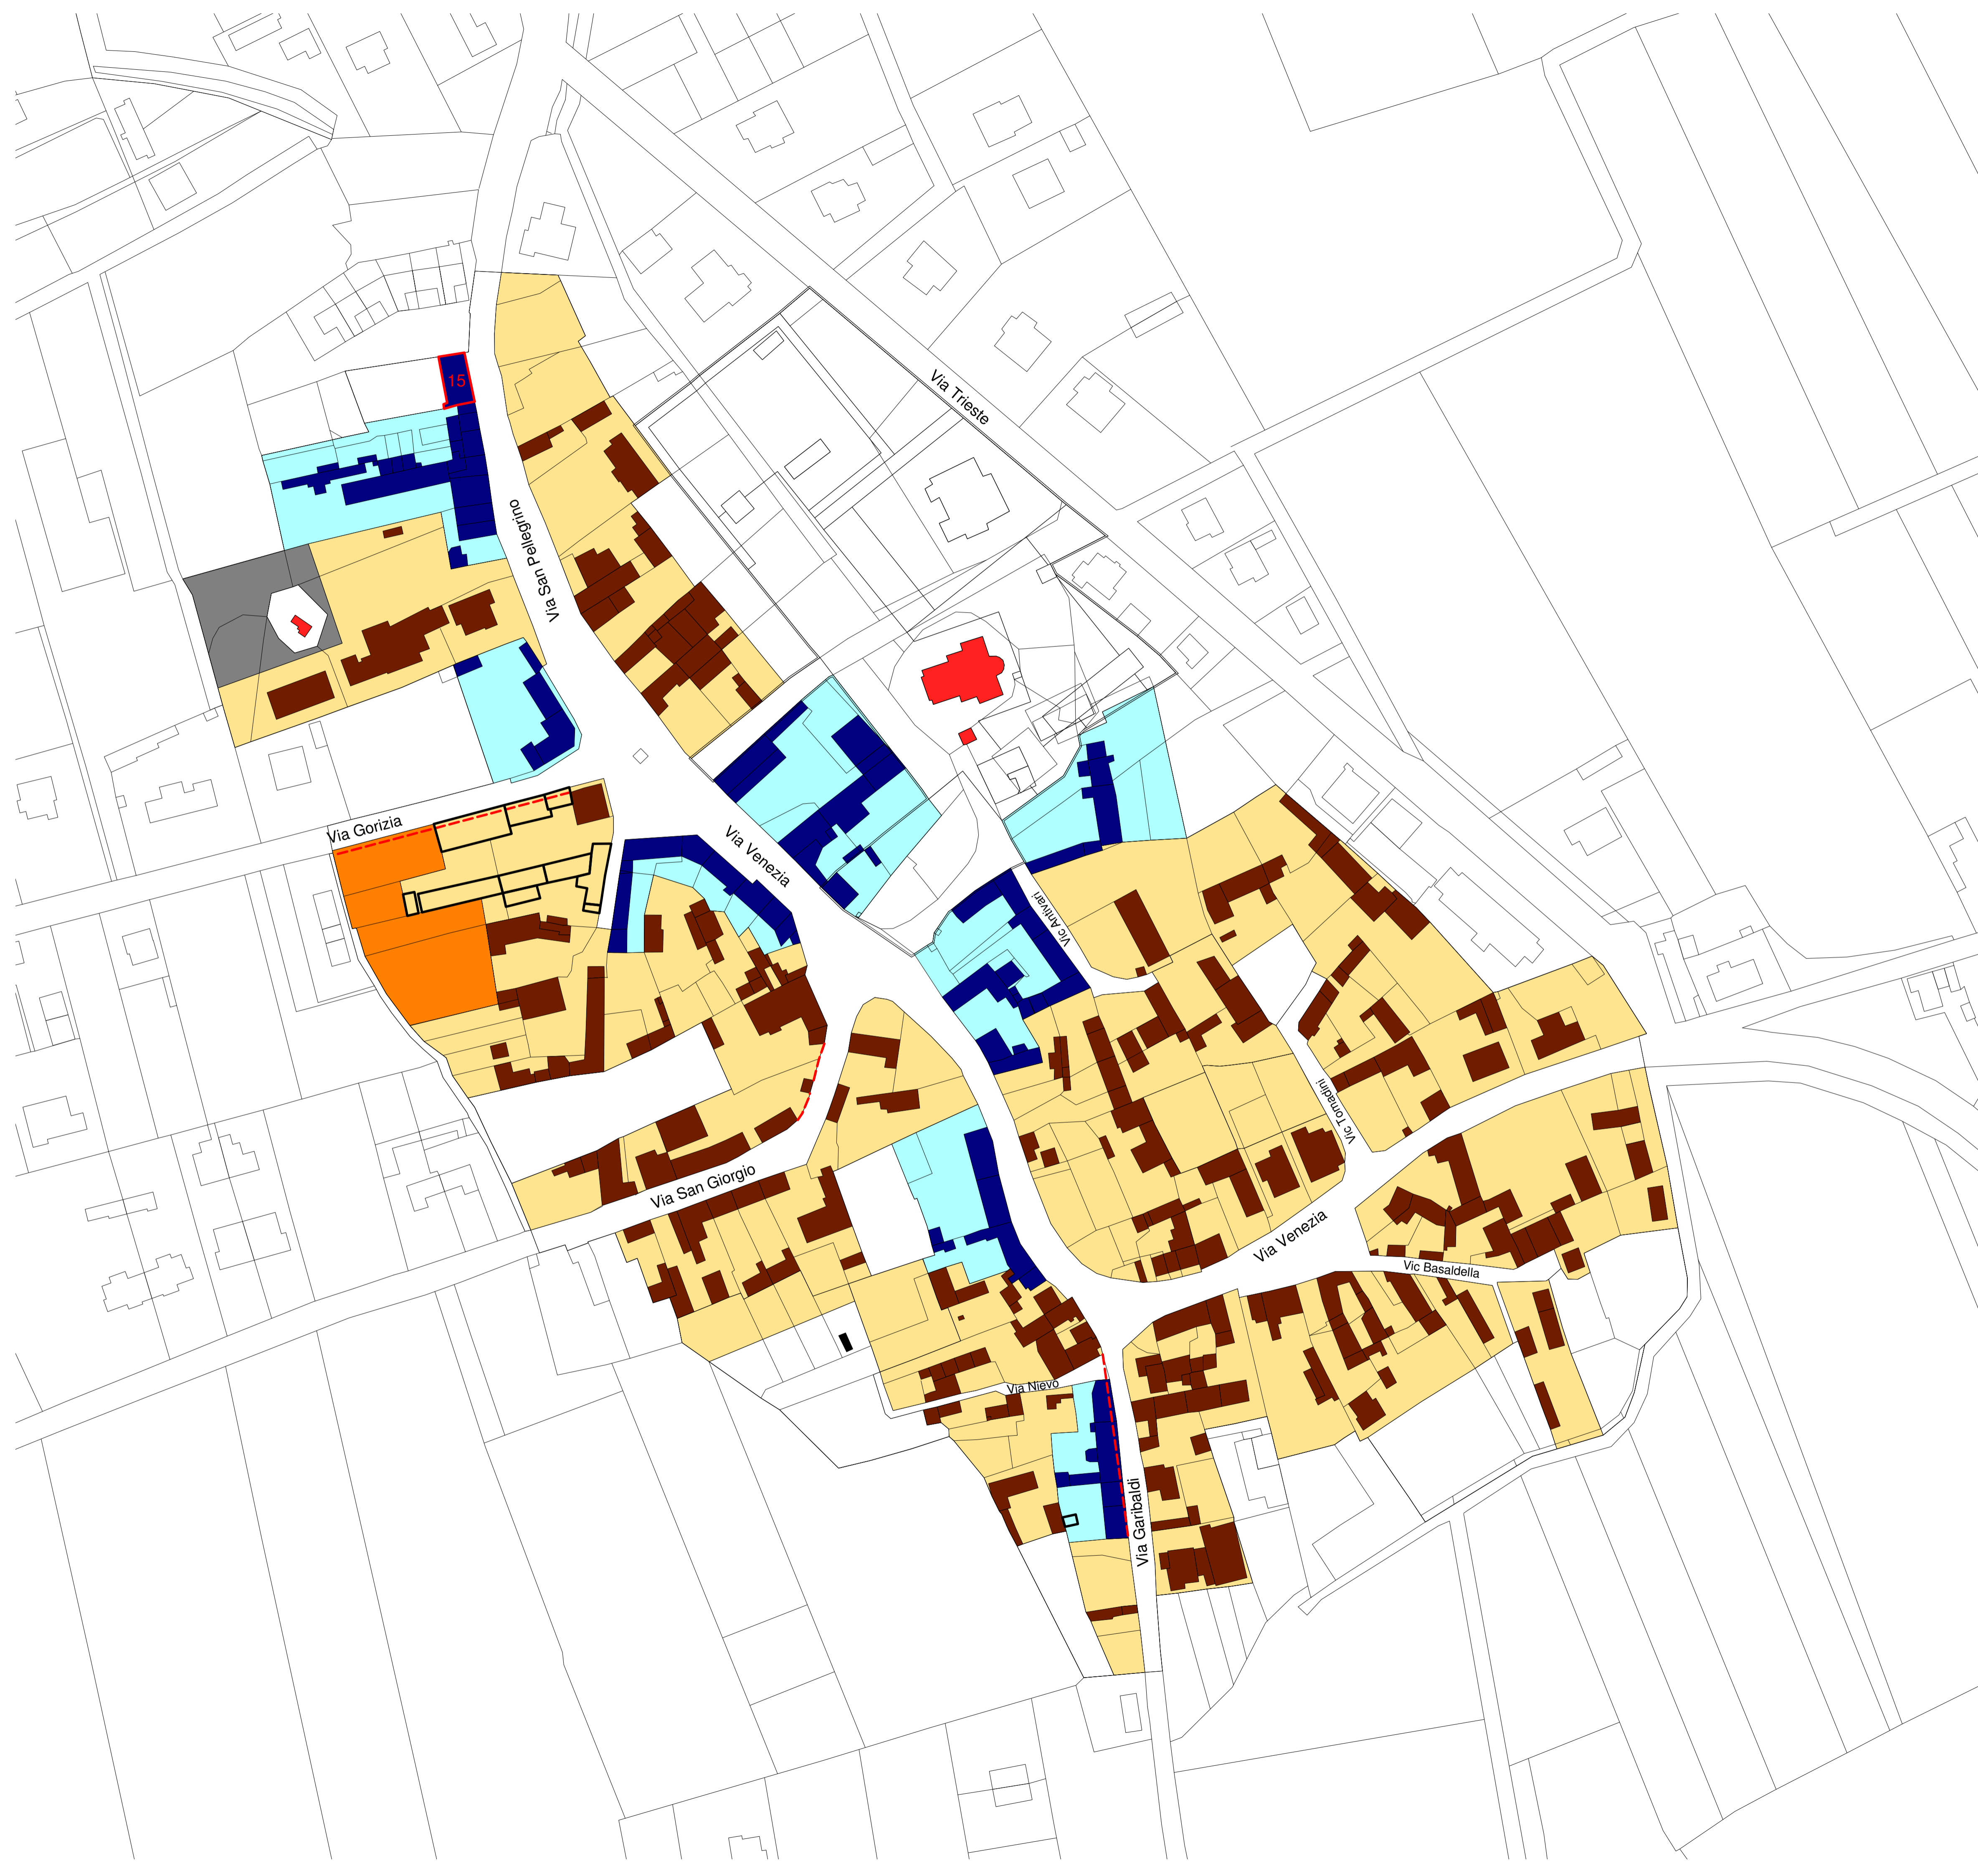 Via Trieste
15
Via San Pellegrino
Via Gorizia
Via Venezia
Vic Antivari
Vic Tomadini
Via San Giorgio
Via Venezia
Vic Basaldella
Via Nievo
Via Garibaldi